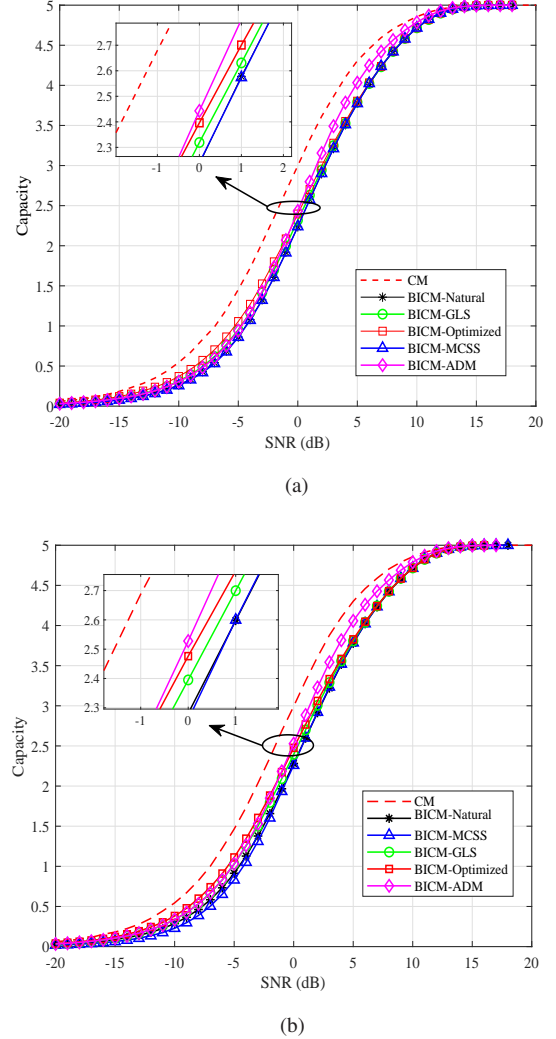 5
4.5
4
3.5
3
2.5
2
1.5
1
0.5
0
Capacity
2.7
2.6
2.5
2.4
2.3
-1 0 1 2
CM
BICM-Natural
BICM-GLS
BICM-Optimized
BICM-MCSS
BICM-ADM
-20 -15 -10 -5 0 5 10 15 20
SNR (dB)
(a)
5
4.5
4
3.5
3
2.5
2
1.5
1
0.5
0
Capacity
2.7
2.6
2.5
2.4
2.3
-1 0 1
CM
BICM-Natural
BICM-MCSS
BICM-GLS
BICM-Optimized
BICM-ADM
-20 -15 -10 -5 0 5 10 15 20
SNR (dB)
(b)